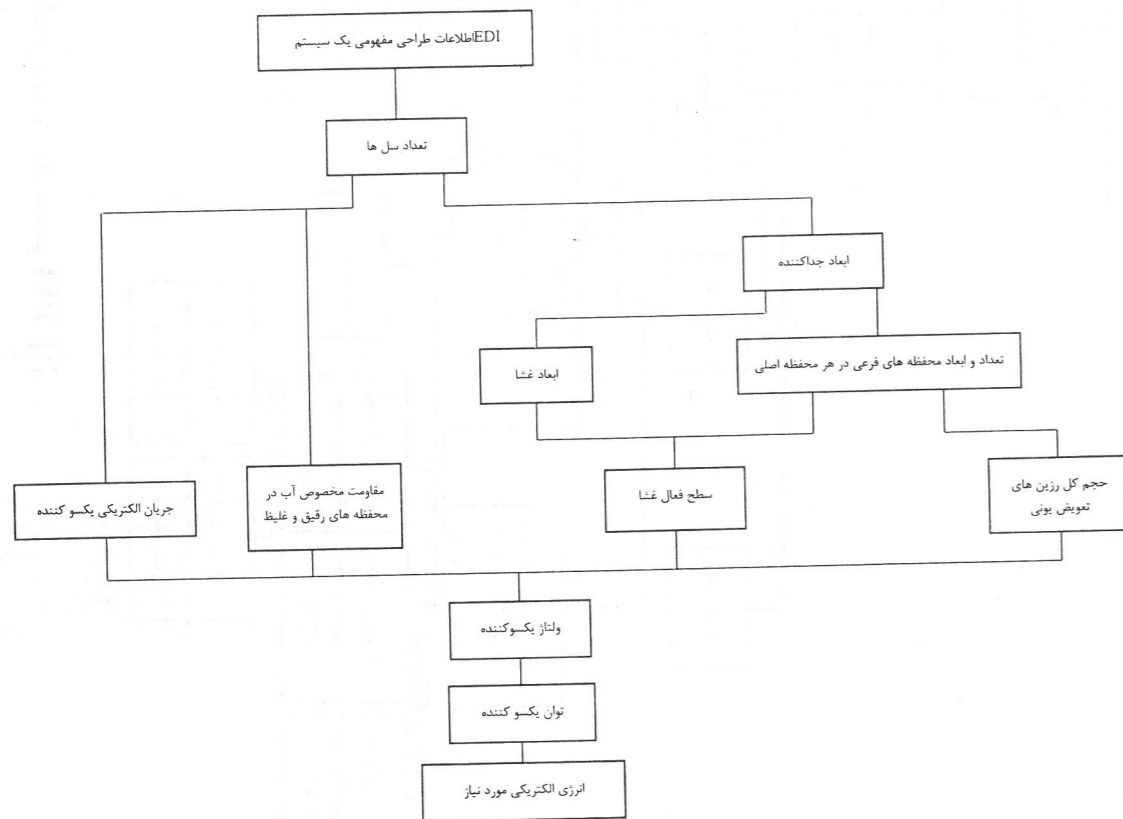 اطلاعات طراحی مفهومی یک سیستم EDI
تعداد سل ها
ابعاد جداکننده
ابعاد غشا
تعداد و ابعاد محفظه های فرعی در هر محفظه اصلی
جریان الکتریکی یکسو کننده
مقاومت مخصوص آب در
محفظه های رقیق و غلیظ
سطح فعال غشا
حجم کل رزین های
تعویض یونی
ولتاژ یکسوکننده
توان یکسو کننده
انرژی الکتریکی مورد نیاز